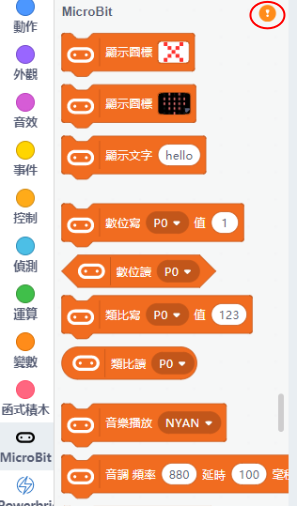 MicroBit
!
動作
外觀
音效
事件
控制
偵測
運算
變數
函式積木
MicroBit
顯示圖標
顯示圖標
顯示文字 hello
數位寫 P0 值 1
數位讀 P0
類比寫 P0 值 123
類比讀 P0
音樂播放 NYAN
音調 頻率 880 延時 100